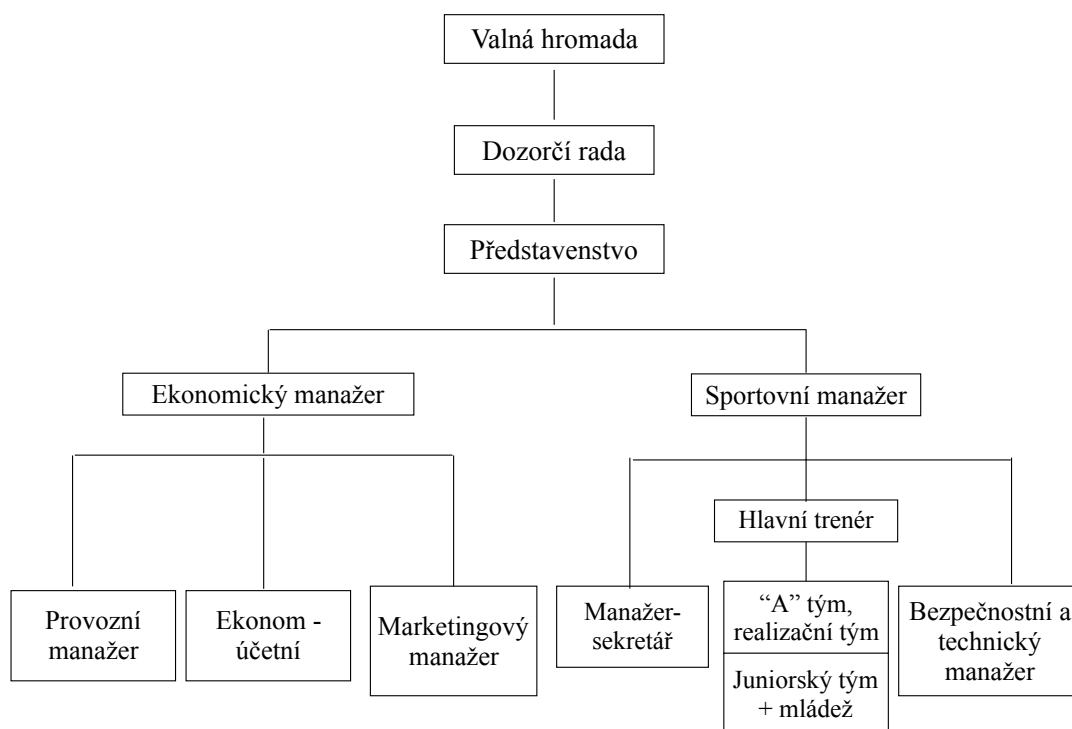 Valná hromada
Dozorčí rada
Představenstvo
Ekonomický manažer
Sportovní manažer
Hlavní trenér
Provozní
manažer
Ekonom -
účetní
Marketingový
manažer
Manažer-
sekretář
“A” tým,
realizační tým
Juniorský tým
+ mládež
Bezpečnostní a
technický
manažer